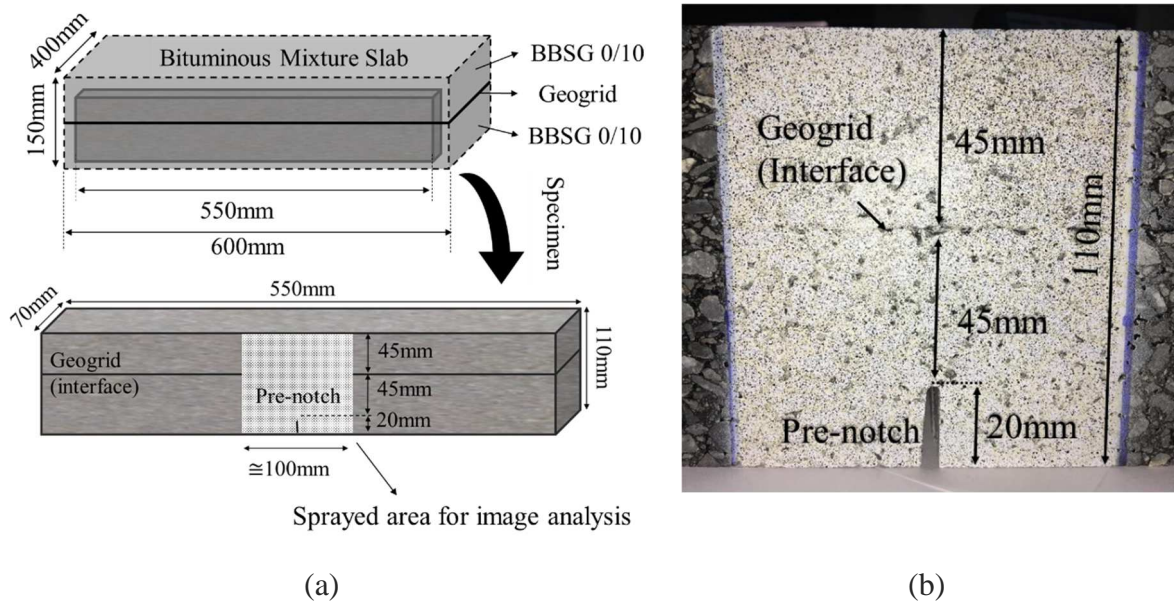 400mm
Bituminous Mixture Slab
BBSG 0/10
Geogrid
BBSG 0/10
150mm
550mm
600mm
Specimen
550mm
70mm
110mm
Geogrid
(interface)
45mm
45mm
Pre-notch
20mm
≅100mm
Sprayed area for image analysis
(a)
(b)
Geogrid
(Interface)
45mm
110mm
45mm
Pre-notch
20mm